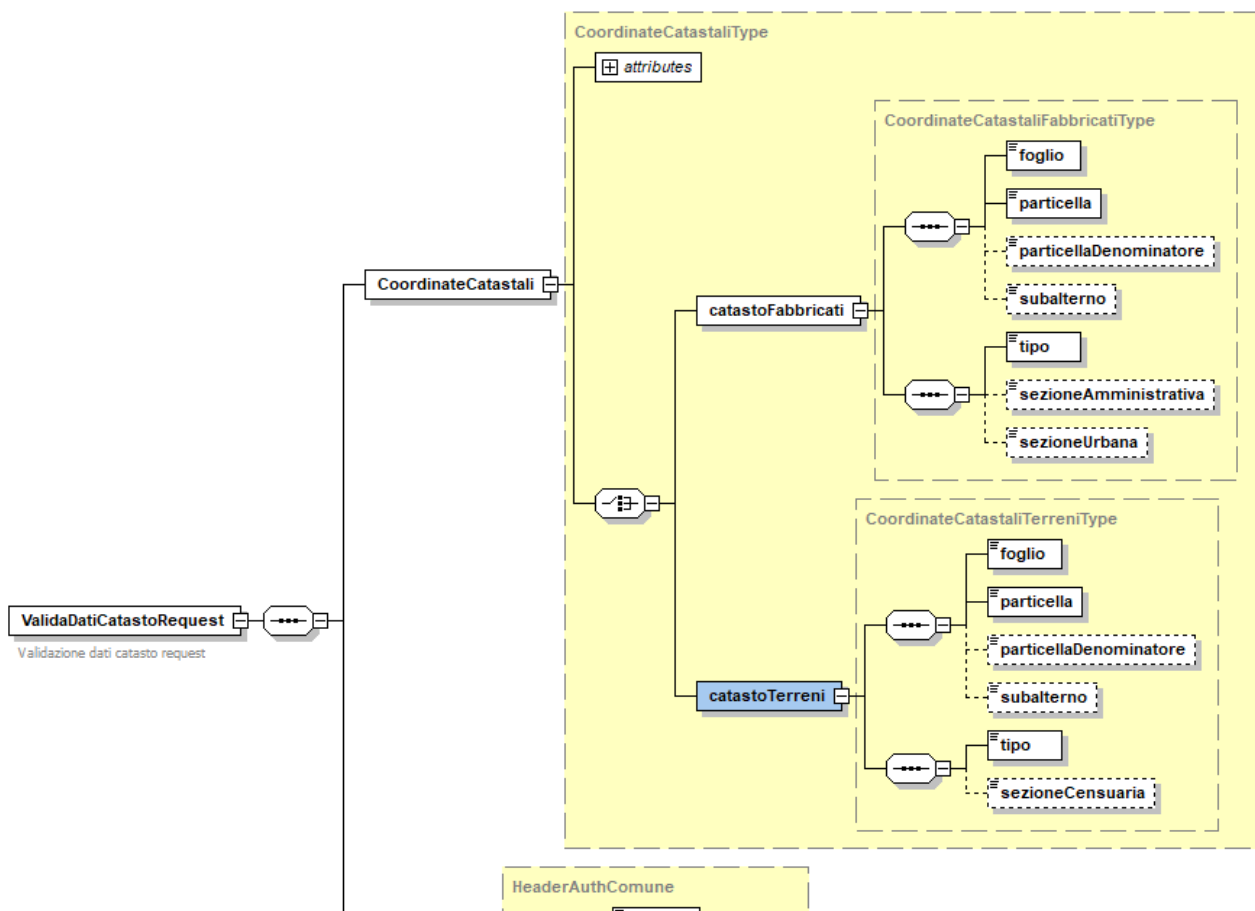 CoordinateCatastaliType
attributes
CoordinateCatastaliFabbricatiType
foglio
particella
particellaDenominatore
subalterno
CoordinateCatastali
catastoFabbricati
tipo
sezioneAmministrativa
sezioneUrbana
CoordinateCatastaliTerreniType
foglio
particella
ValidaDatiCatastoRequest
Validazione dati catasto request
particellaDenominatore
catastoTerreni
subalterno
tipo
sezioneCensuaria
HeaderAuthComune